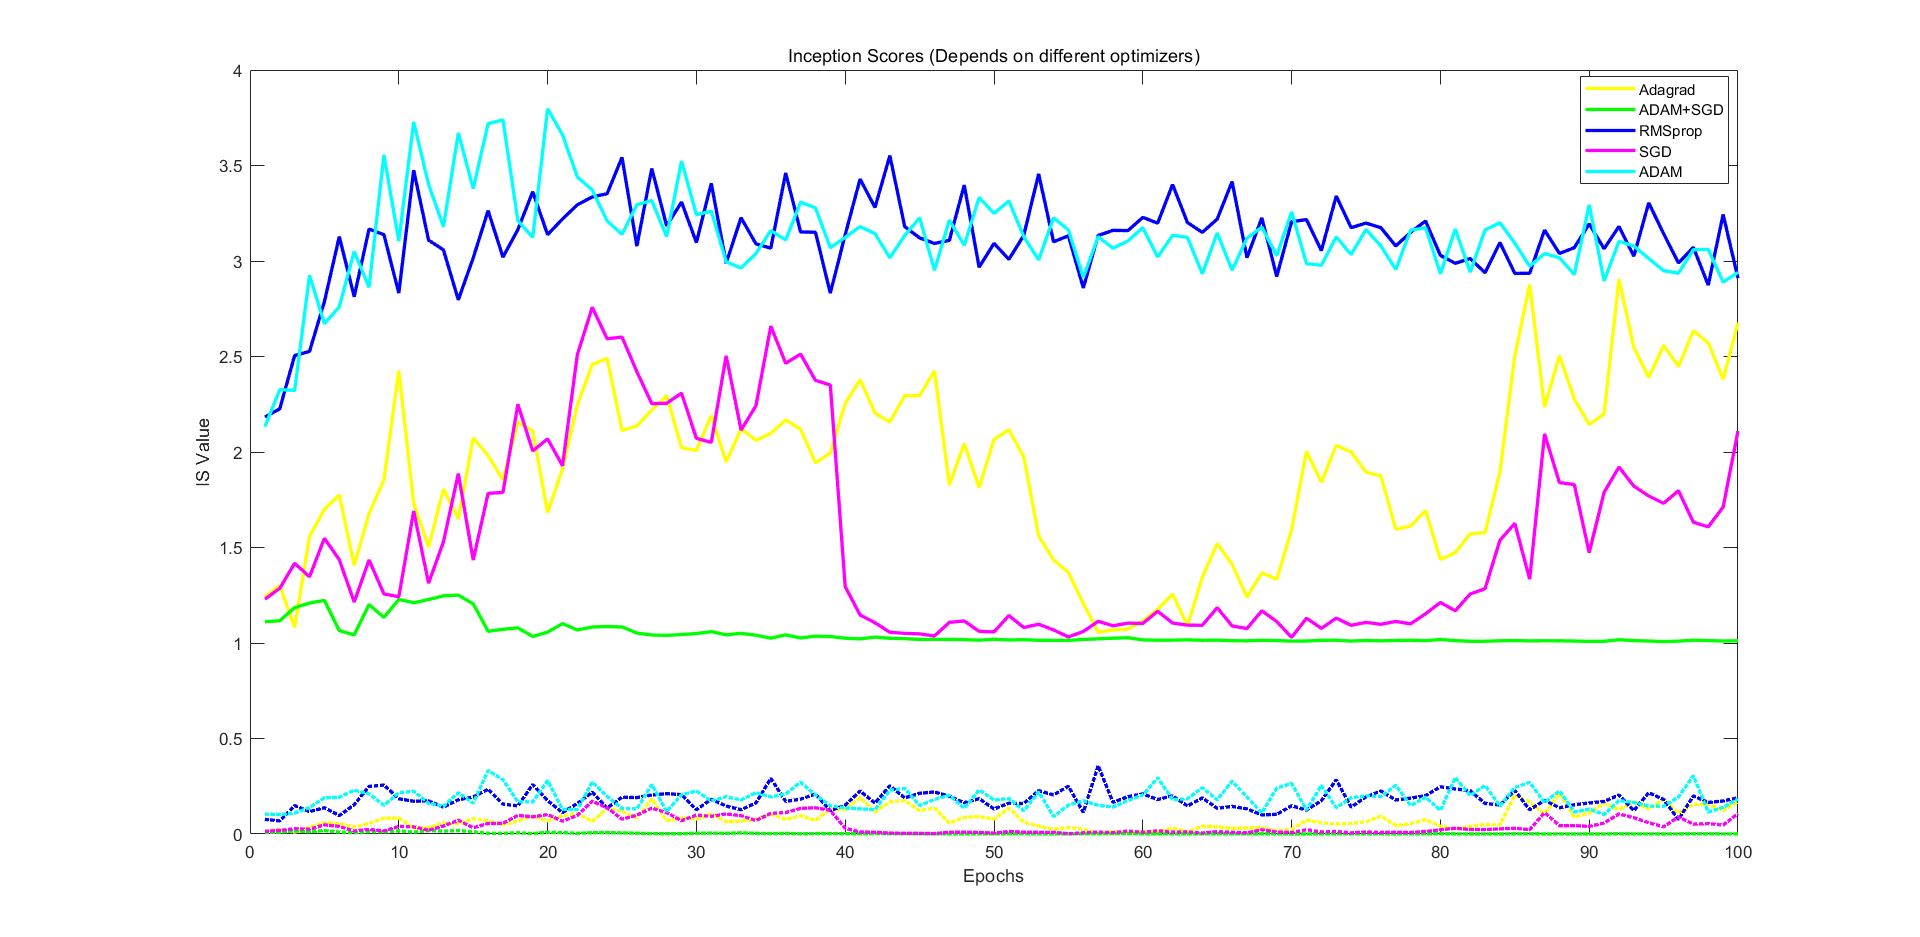 Inception Scores (Depends on different optimizers)
4
3.5
3
2.5
2
1.5
1
0.5
0
IS Value
Adagrad
ADAM+SGD
RMSprop
SGD
ADAM
0 10 20 30 40 50 60 70 80 90 100
Epochs